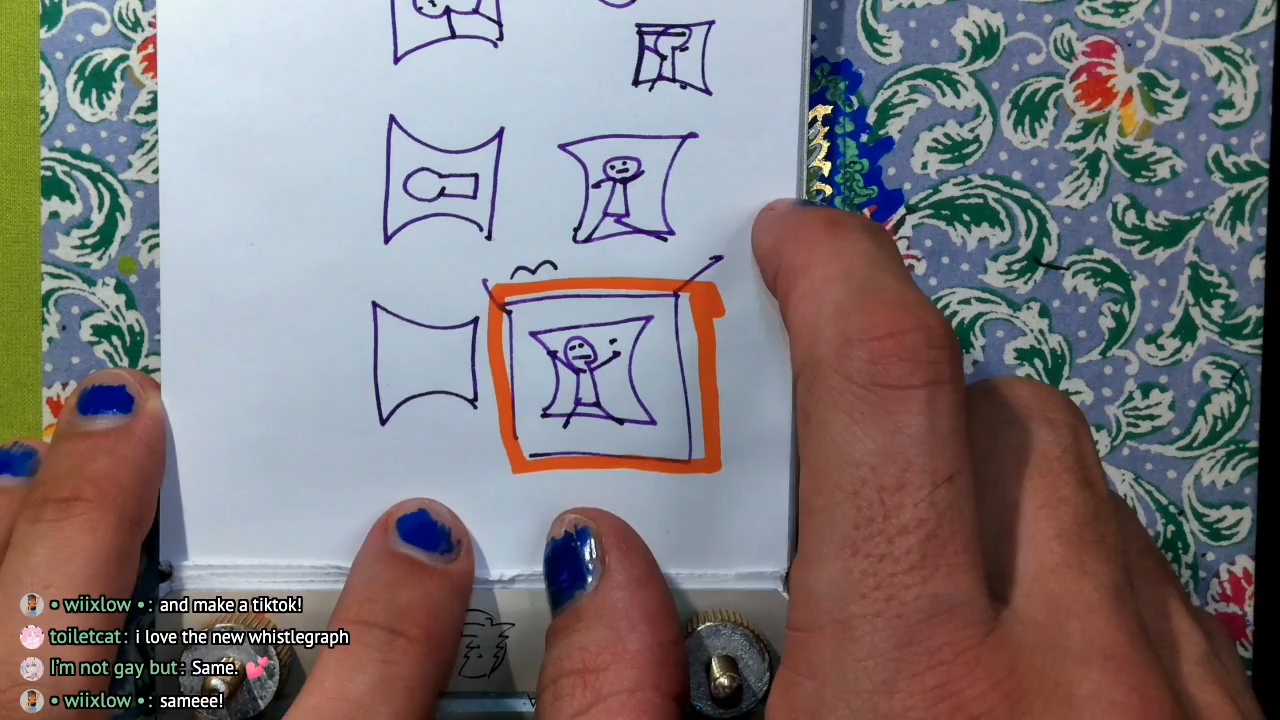 • wiixlow • : and make a tiktok!
toiletcat: i love the new whistlegraph
I'm not gay but: Same. 💕
• wiixlow • : sameee!